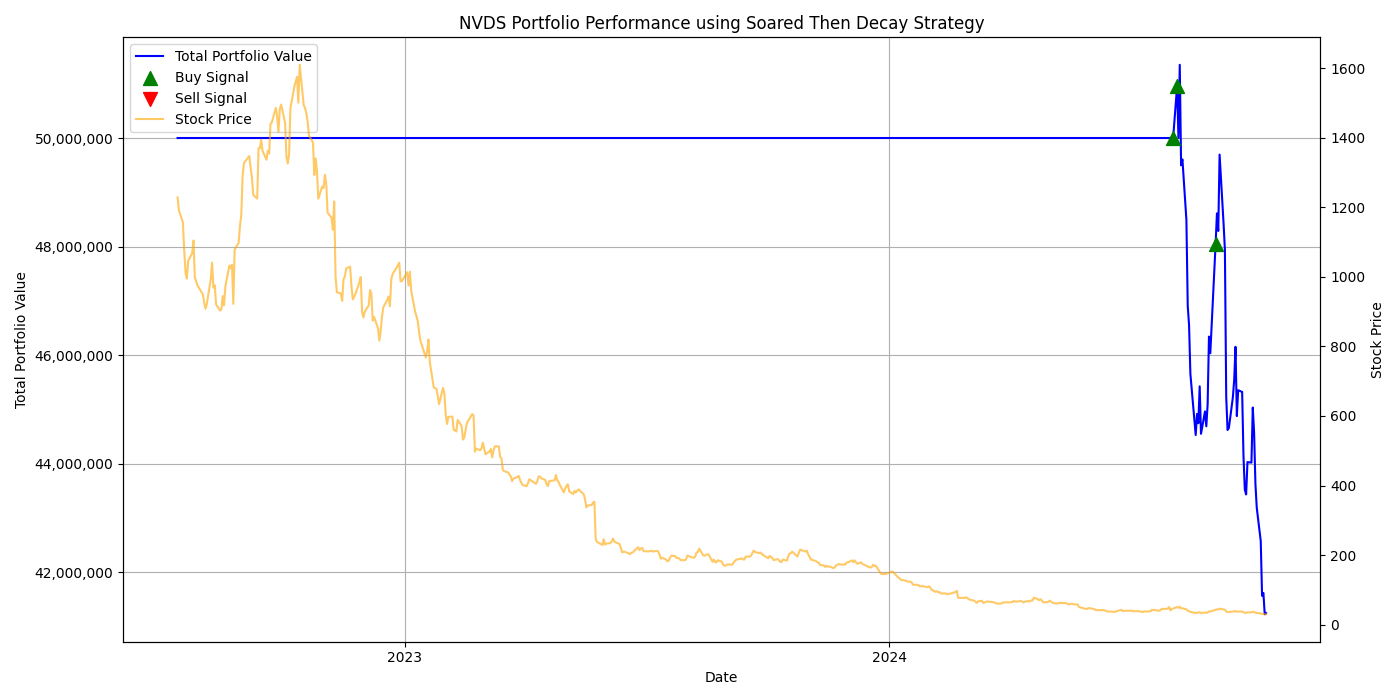 NVDS Portfolio Performance using Soared Then Decay Strategy
Total Portfolio Value
Buy Signal
Sell Signal
Stock Price
50,000,000
48,000,000
46,000,000
44,000,000
42,000,000
Total Portfolio Value
1600
1400
1200
1000
800
600
400
200
0
Stock Price
2023
2024
Date